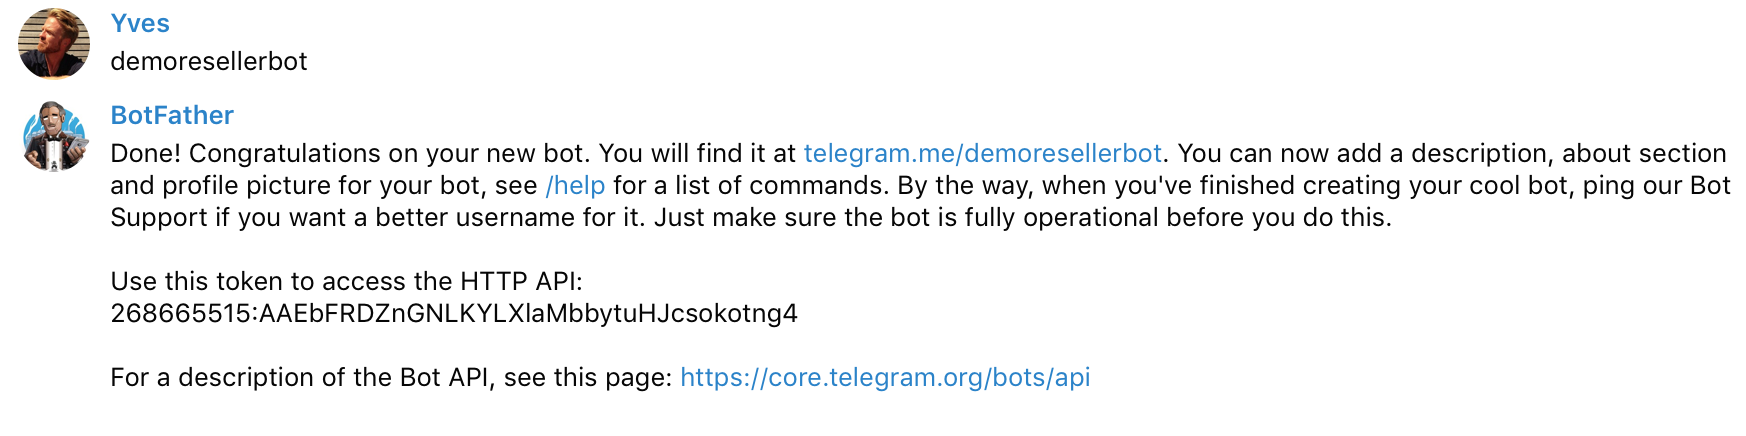 Yves
demoresellerbot
BotFather
Done! Congratulations on your new bot. You will find it at telegram.me/demoresellerbot. You can now add a description, about section
and profile picture for your bot, see /help for a list of commands. By the way, when you've finished creating your cool bot, ping our Bot
Support if you want a better username for it. Just make sure the bot is fully operational before you do this.
Use this token to access the HTTP API:
268665515:AAEbFRDZnGNLKYLXlaMbbytuHJcsokotng4
For a description of the Bot API, see this page: https://core.telegram.org/bots/api